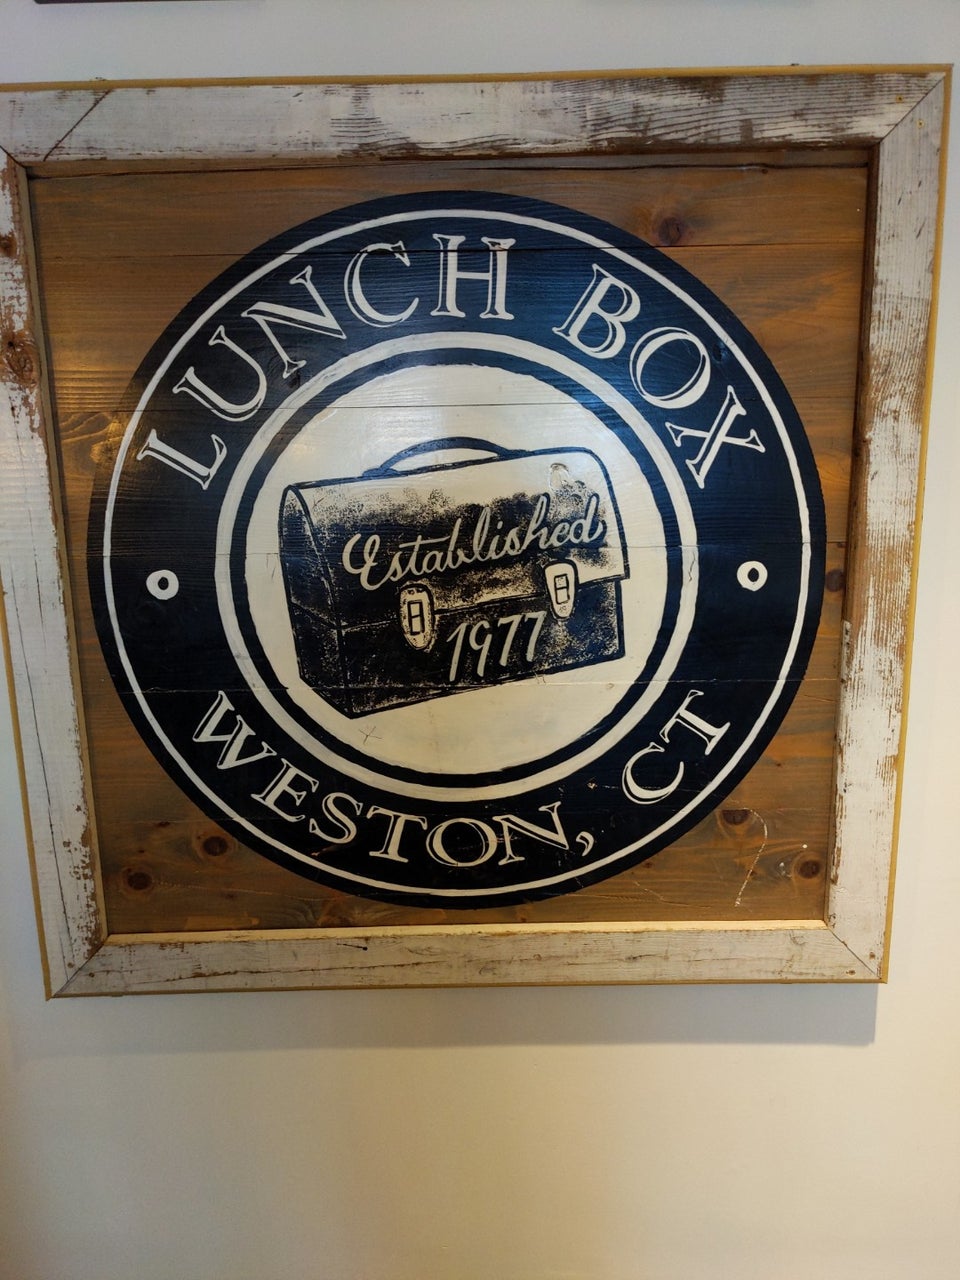 LUNCH BOX
Established
1977
WESTON, CT